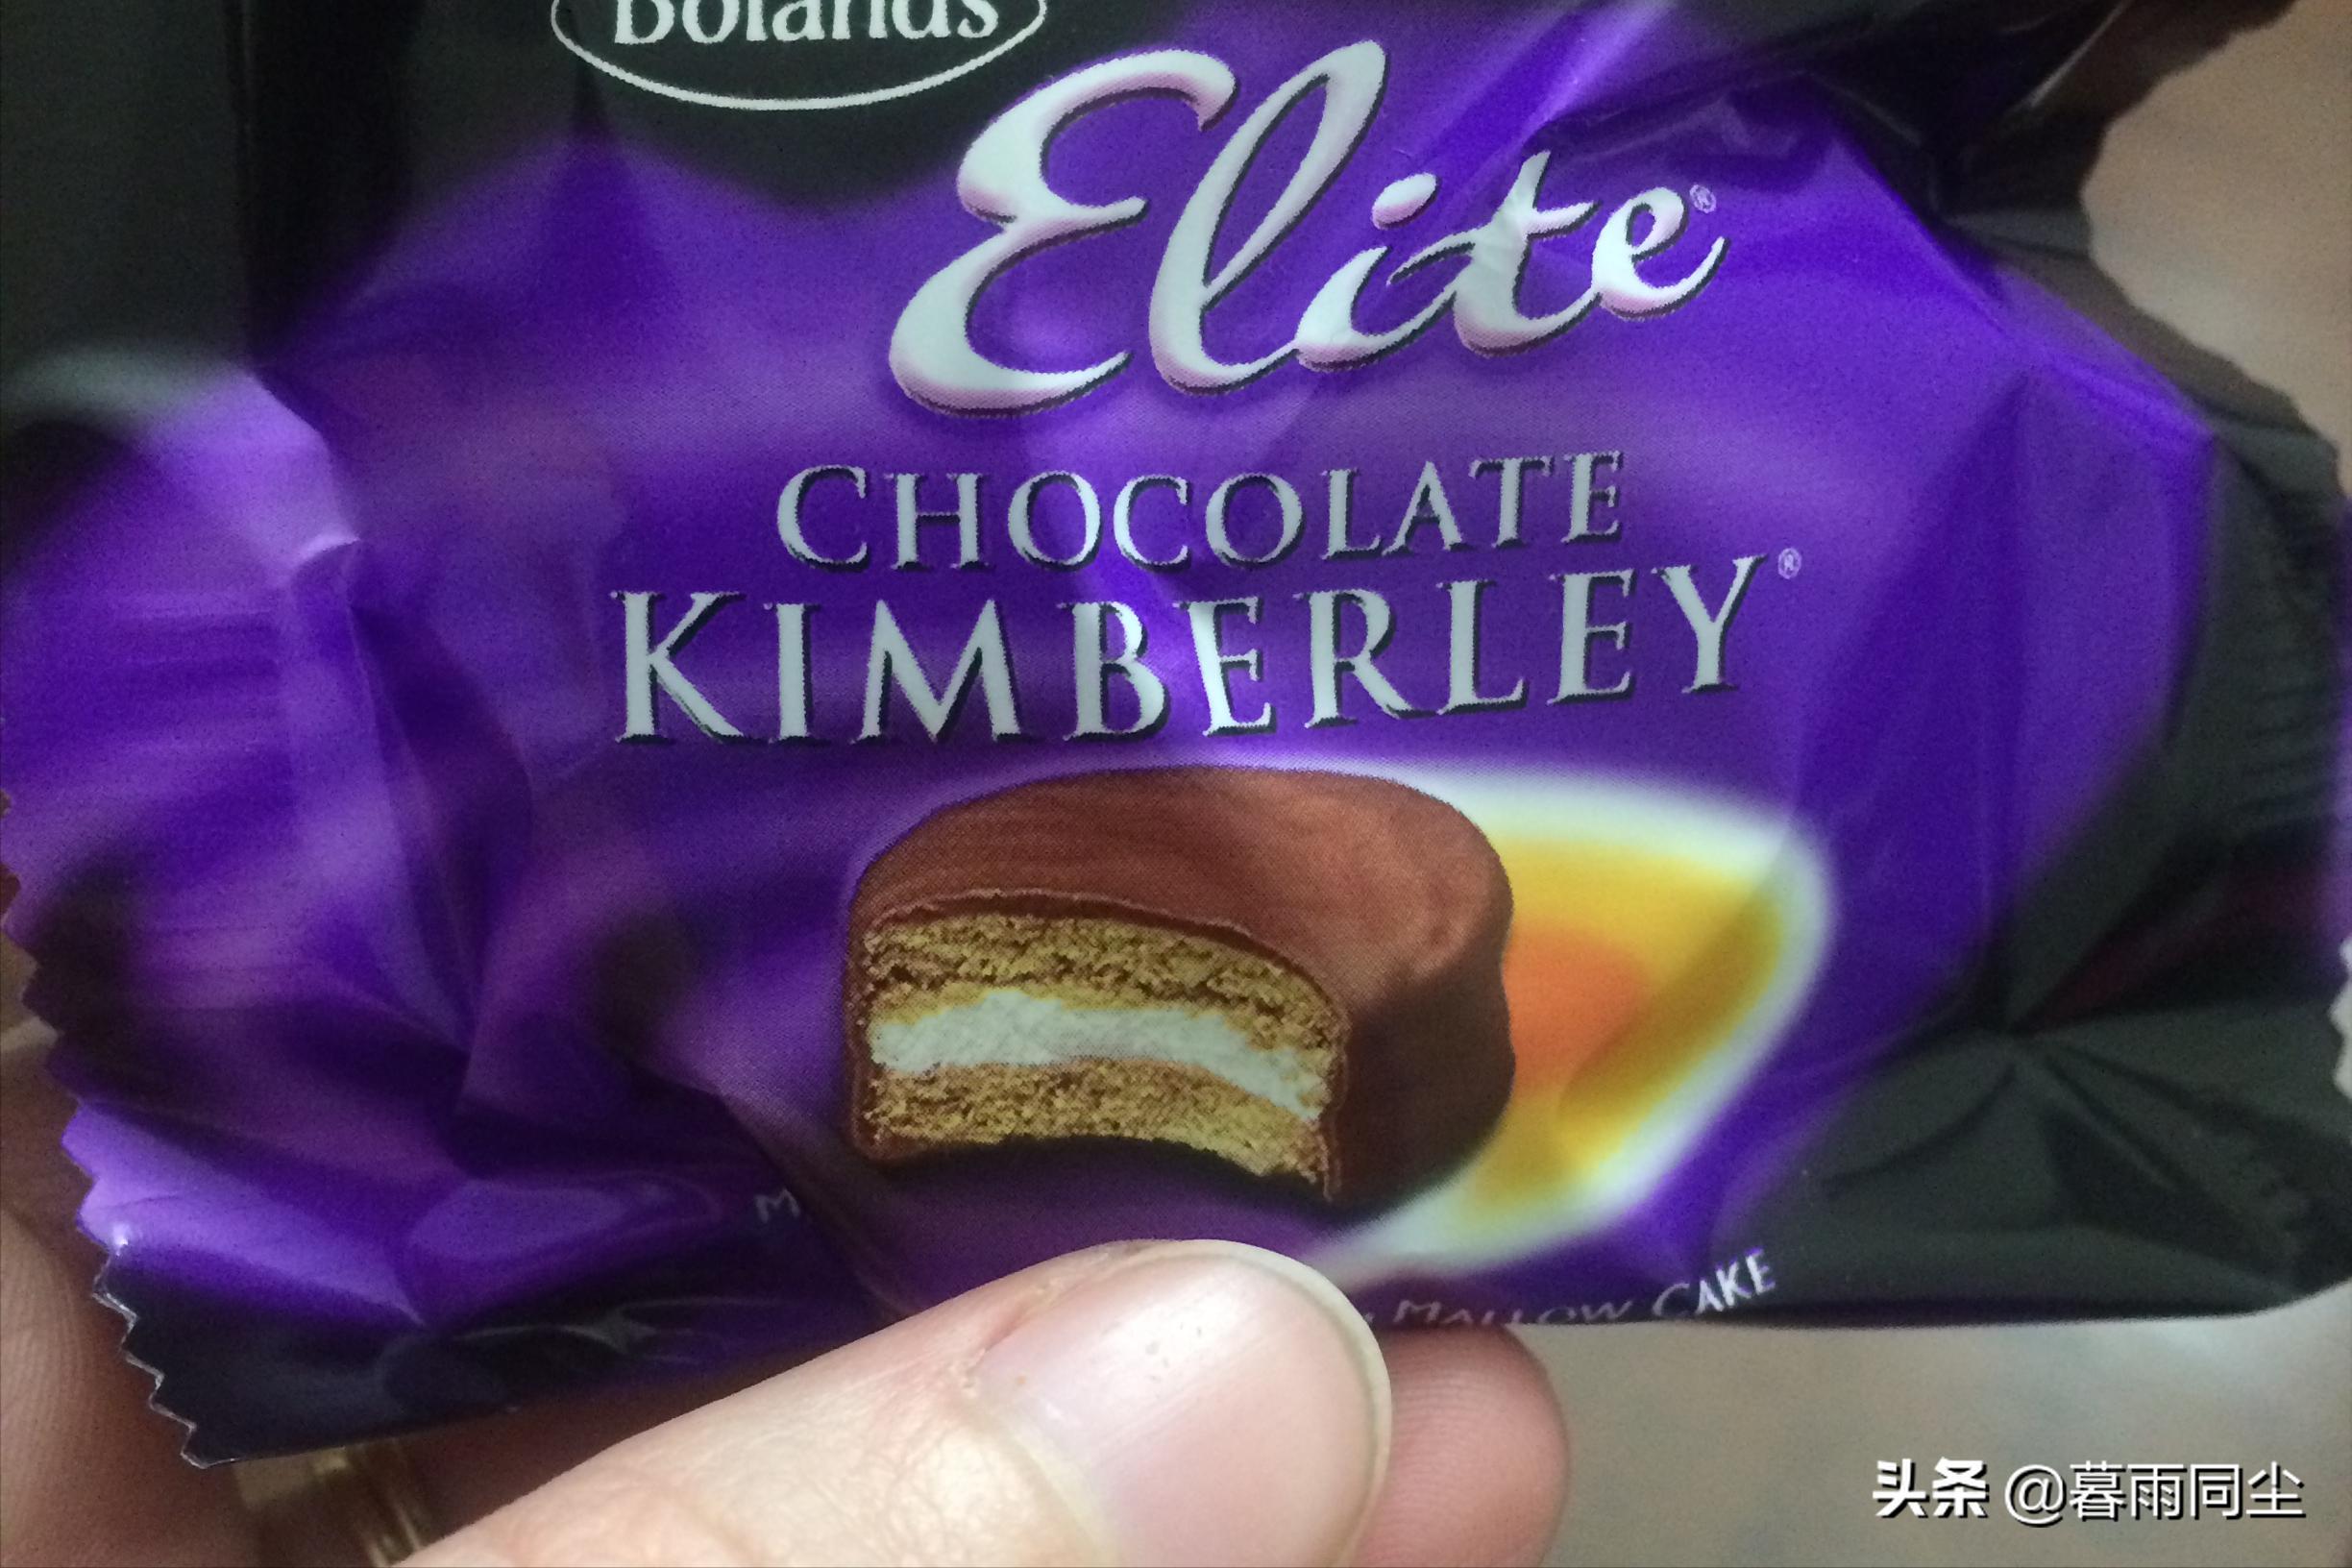 Bolands
Elite®
CHOCOLATE
KIMBERLEY®
MALLOW CAKE
头条 @暮雨同尘